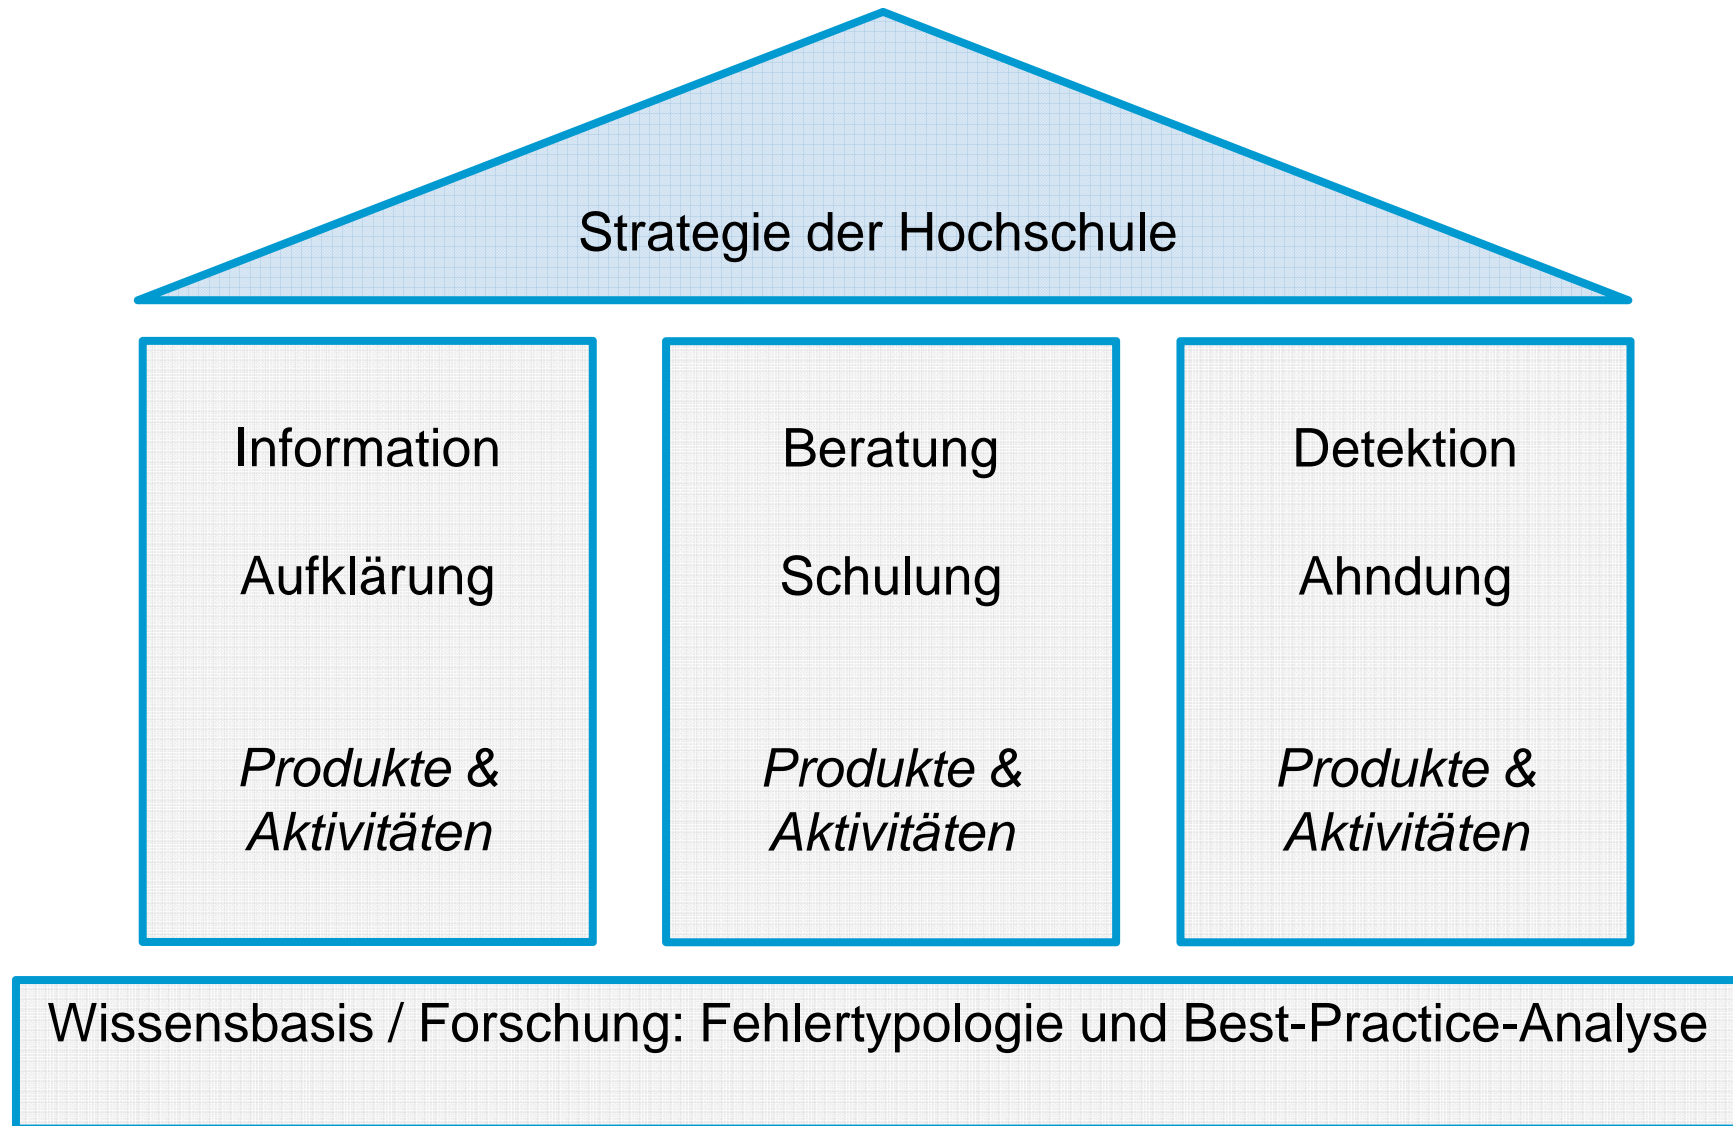 Strategie der Hochschule
Information
Aufklärung
Produkte &
Aktivitäten
Beratung
Schulung
Produkte &
Aktivitäten
Detektion
Ahndung
Produkte &
Aktivitäten
Wissensbasis / Forschung: Fehlertypologie und Best-Practice-Analyse